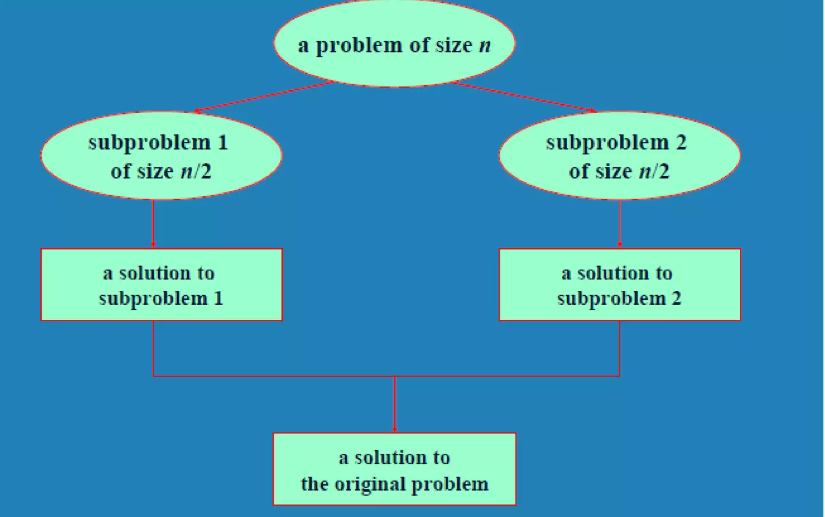 a problem of size n
subproblem 1
of size n/2
subproblem 2
of size n/2
a solution to
subproblem 1
a solution to
subproblem 2
a solution to
the original problem